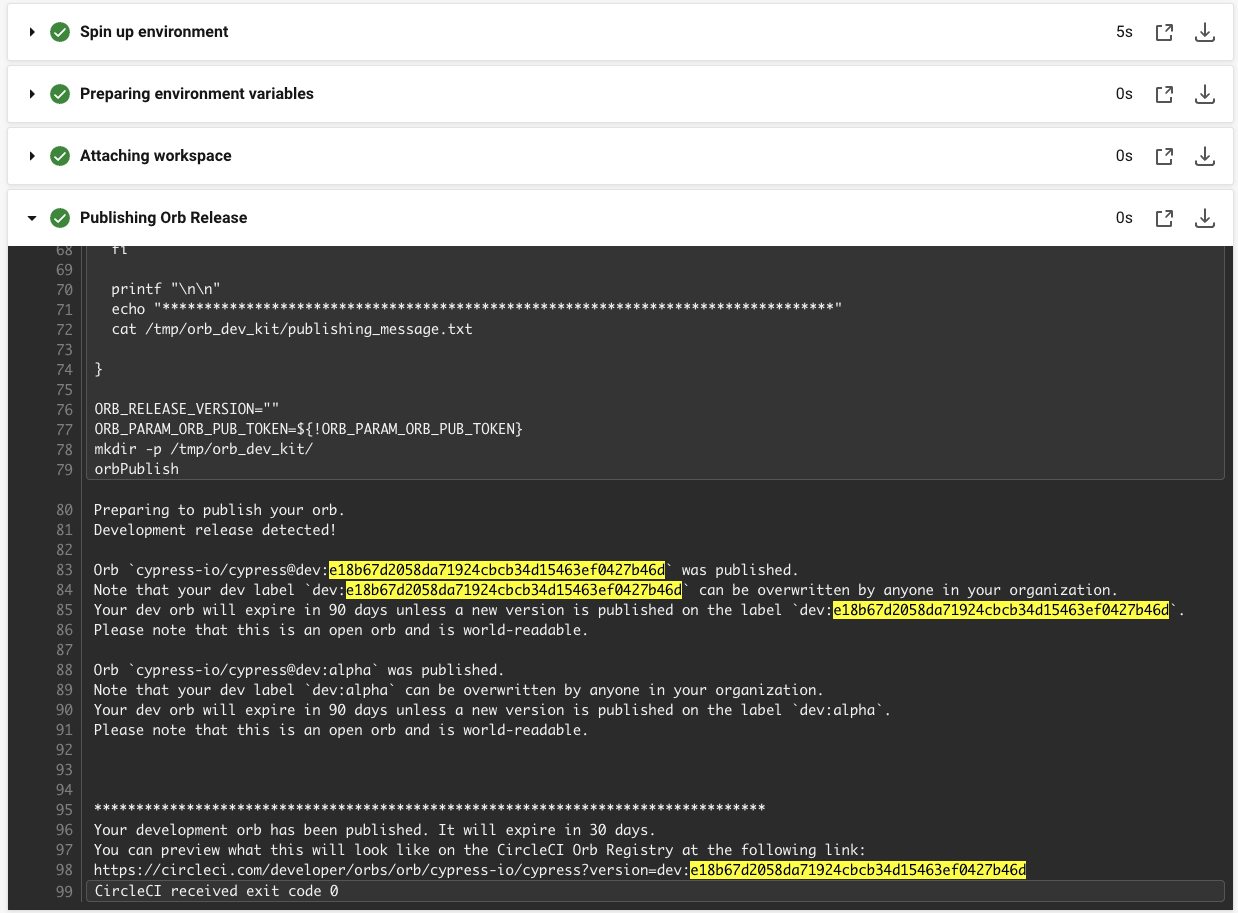 Spin up environment 5s
Preparing environment variables 0s
Attaching workspace 0s
Publishing Orb Release 0s
68 fi
69
70 printf "\n\n"
71 echo "********************************************************************************"
72 cat /tmp/orb_dev_kit/publishing_message.txt
73
74 }
75
76 ORB_RELEASE_VERSION=""
77 ORB_PARAM_ORB_PUB_TOKEN=${!ORB_PARAM_ORB_PUB_TOKEN}
78 mkdir -p /tmp/orb_dev_kit/
79 orbPublish
80 Preparing to publish your orb.
81 Development release detected!
82
83 Orb `cypress-io/cypress@dev:e18b67d2058da71924cbcb34d15463ef0427b46d` was published.
84 Note that your dev label `dev:e18b67d2058da71924cbcb34d15463ef0427b46d` can be overwritten by anyone in your organization.
85 Your dev orb will expire in 90 days unless a new version is published on the label `dev:e18b67d2058da71924cbcb34d15463ef0427b46d`.
86 Please note that this is an open orb and is world-readable.
87
88 Orb `cypress-io/cypress@dev:alpha` was published.
89 Note that your dev label `dev:alpha` can be overwritten by anyone in your organization.
90 Your dev orb will expire in 90 days unless a new version is published on the label `dev:alpha`.
91 Please note that this is an open orb and is world-readable.
92
93
94
95 ********************************************************************************
96 Your development orb has been published. It will expire in 30 days.
97 You can preview what this will look like on the CircleCI Orb Registry at the following link:
98 https://circleci.com/developer/orbs/orb/cypress-io/cypress?version=dev:e18b67d2058da71924cbcb34d15463ef0427b46d
99 CircleCI received exit code 0